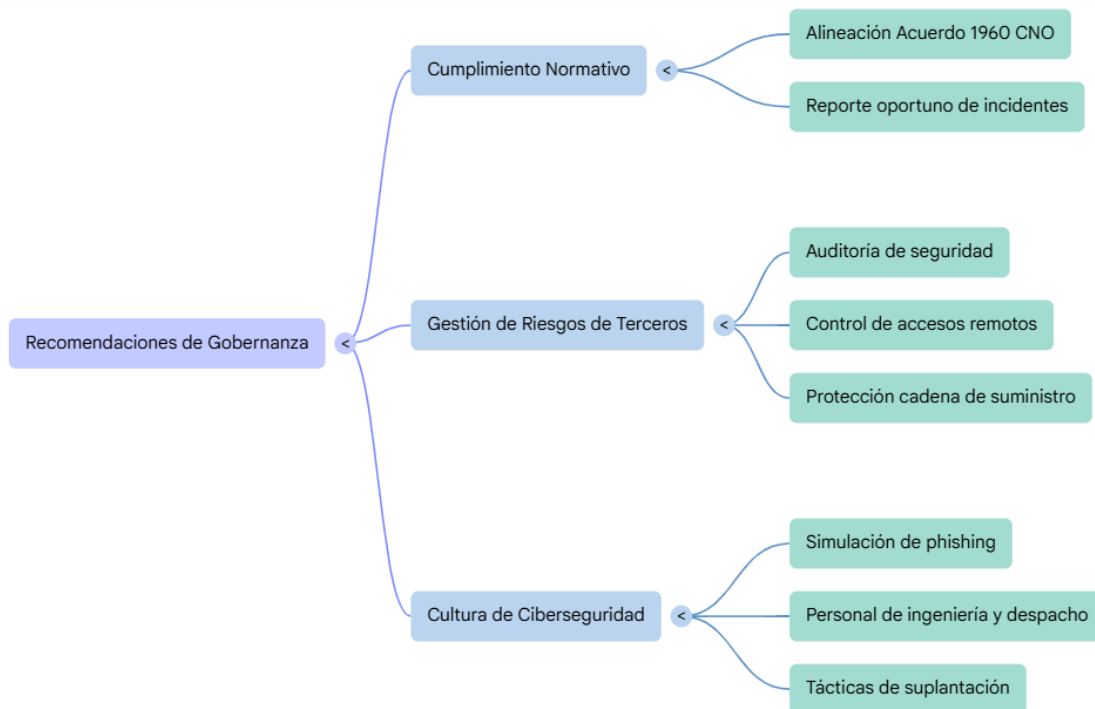 Recomendaciones de Gobernanza
Cumplimiento Normativo
Alineación Acuerdo 1960 CNO
Reporte oportuno de incidentes
Gestión de Riesgos de Terceros
Auditoría de seguridad
Control de accesos remotos
Protección cadena de suministro
Cultura de Ciberseguridad
Simulación de phishing
Personal de ingeniería y despacho
Tácticas de suplantación